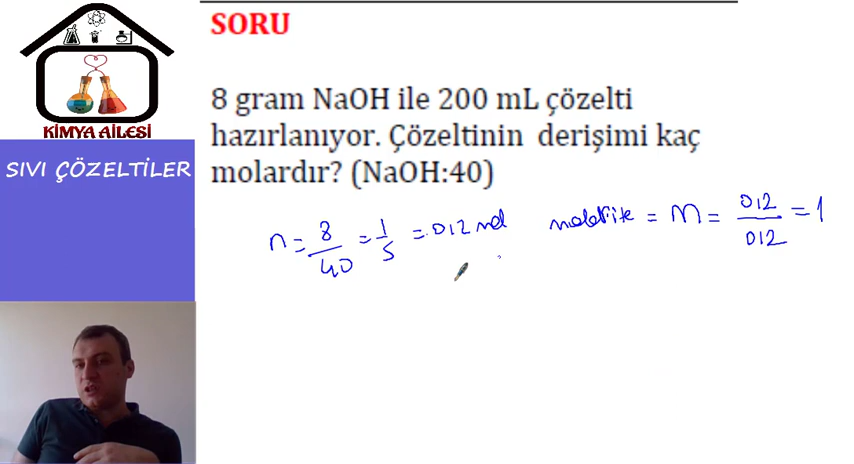 SORU
KİMYA AİLESİ
SIVI ÇÖZELTİLER
8 gram NaOH ile 200 mL çözelti
hazırlanıyor. Çözeltinin derişimi kaç
molardır? (NaOH:40)
n = 8/40 = 1/5 = 0,2 mol
molarite = M = 0,2/0,2 = 1